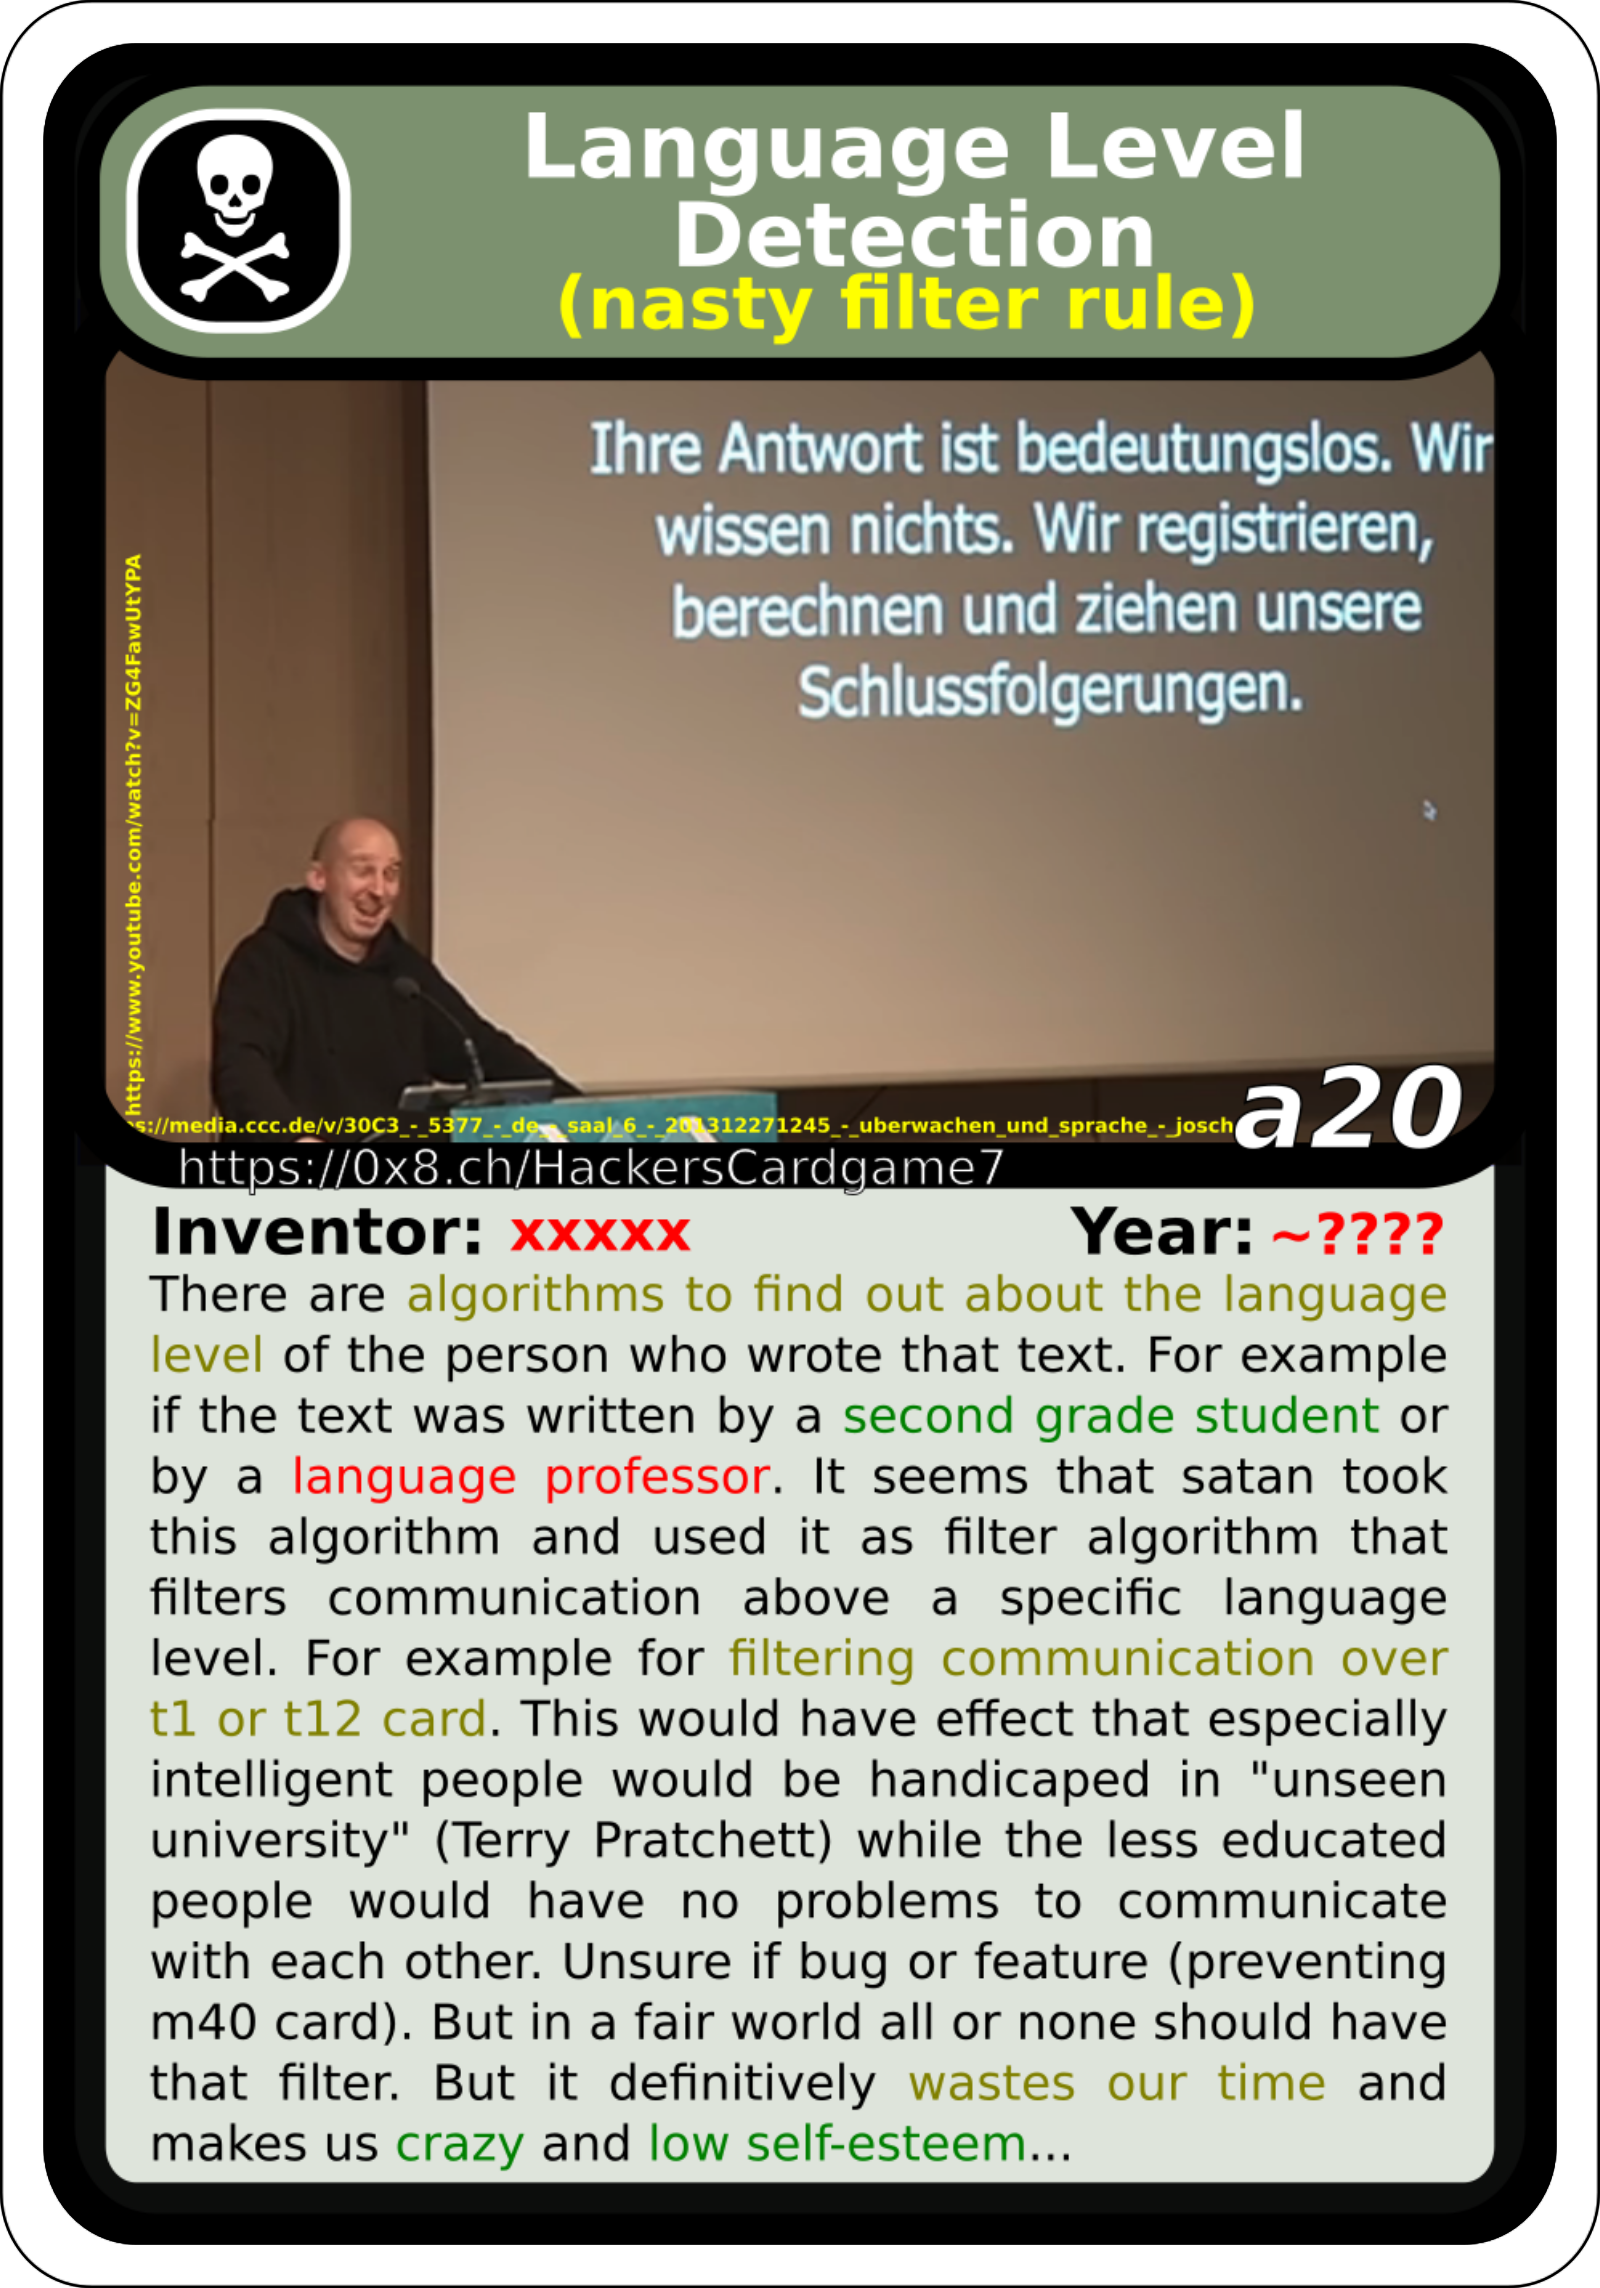 Language Level
Detection
(nasty filter rule)
Ihre Antwort ist bedeutungslos. Wir
wissen nichts. Wir registrieren,
berechnen und ziehen unsere
Schlussfolgerungen.
https://www.youtube.com/watch?v=ZG4FawUtYPA
s://media.ccc.de/v/30C3_-_5377_-_de_-_saal_6_-_201312271245_-_uberwachen_und_sprache_-_josch
a20
https://0x8.ch/HackersCardgame7
Inventor: xxxxx Year: ~????
There are algorithms to find out about the language
level of the person who wrote that text. For example
if the text was written by a second grade student or
by a language professor. It seems that satan took
this algorithm and used it as filter algorithm that
filters communication above a specific language
level. For example for filtering communication over
t1 or t12 card. This would have effect that especially
intelligent people would be handicaped in "unseen
university" (Terry Pratchett) while the less educated
people would have no problems to communicate
with each other. Unsure if bug or feature (preventing
m40 card). But in a fair world all or none should have
that filter. But it definitively wastes our time and
makes us crazy and low self-esteem...